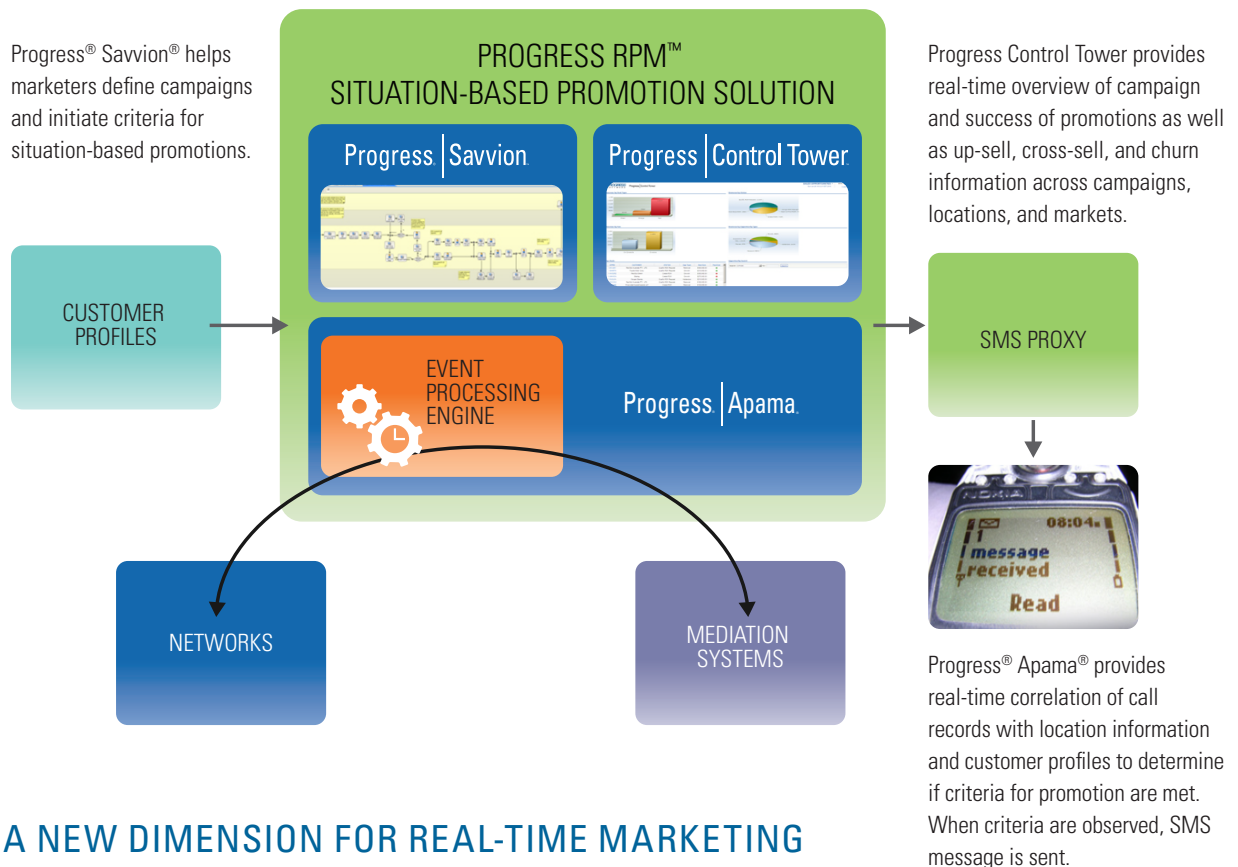 Progress® Savvion® helps
marketers define campaigns
and initiate criteria for
situation-based promotions.
PROGRESS RPM™
SITUATION-BASED PROMOTION SOLUTION
Progress Savvion
Progress Control Tower
Progress Control Tower provides
real-time overview of campaign
and success of promotions as well
as up-sell, cross-sell, and churn
information across campaigns,
locations, and markets.
CUSTOMER
PROFILES
EVENT
PROCESSING
ENGINE
Progress Apama
SMS PROXY
NOKIA
08:04
1
message
received
Read
NETWORKS
MEDIATION
SYSTEMS
Progress® Apama® provides
real-time correlation of call
records with location information
and customer profiles to determine
if criteria for promotion are met.
When criteria are observed, SMS
message is sent.
A NEW DIMENSION FOR REAL-TIME MARKETING